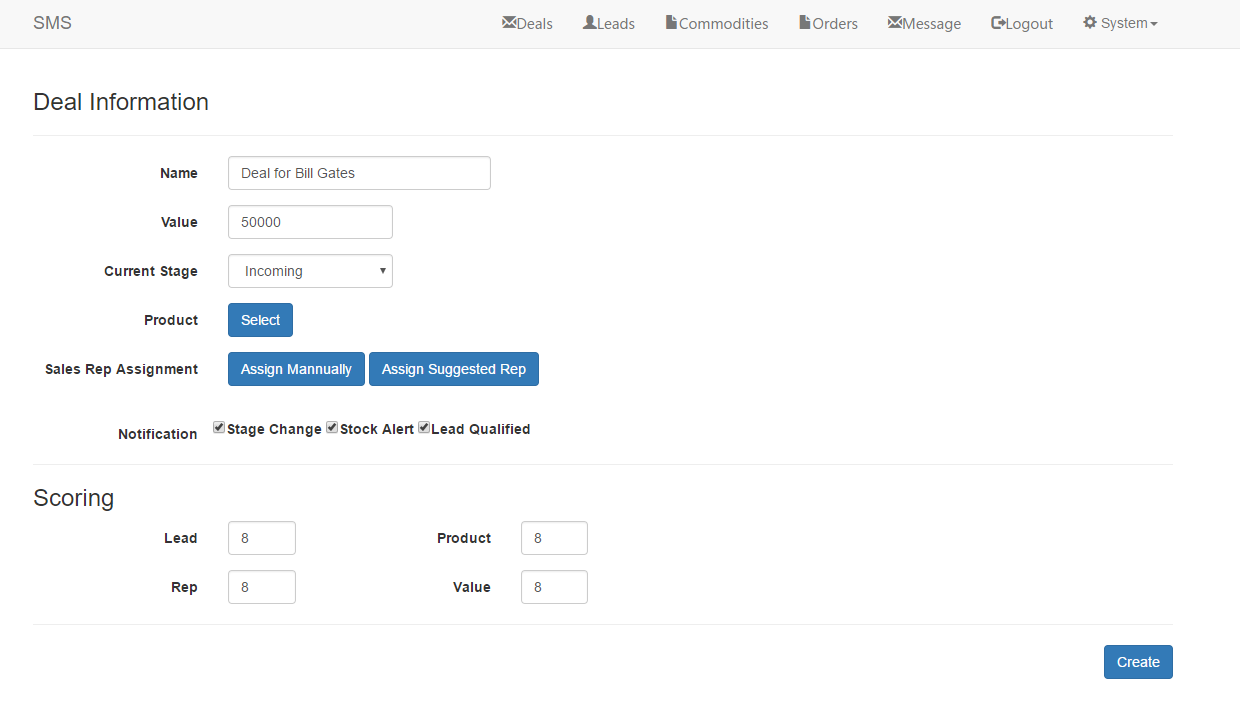 SMS Deals Leads Commodities Orders Message Logout System
Deal Information
Name Deal for Bill Gates
Value 50000
Current Stage Incoming
Product Select
Sales Rep Assignment Assign Mannually Assign Suggested Rep
Notification Stage Change Stock Alert Lead Qualified
Scoring
Lead 8 Product 8
Rep 8 Value 8
Create